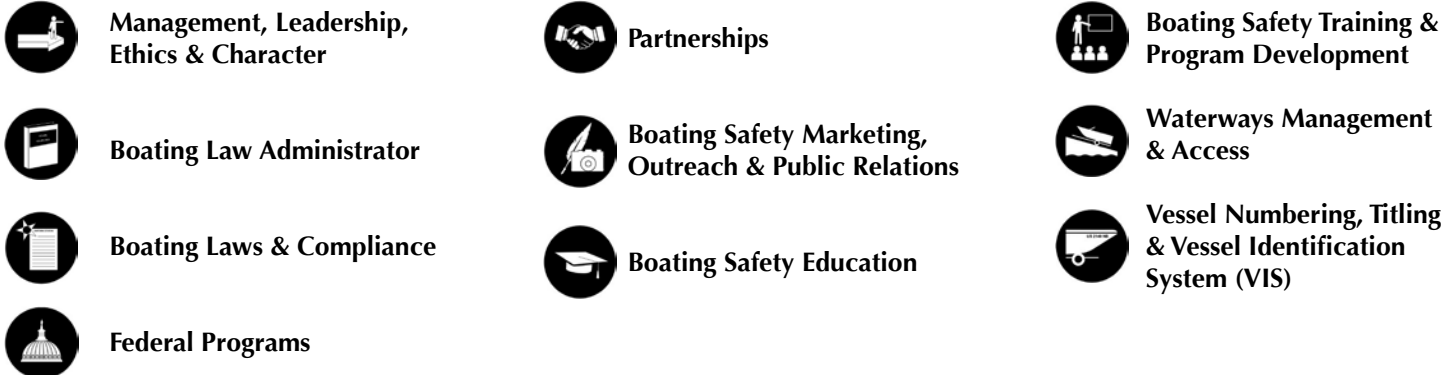 Management, Leadership,
Ethics & Character
Boating Law Administrator
Boating Laws & Compliance
Federal Programs
Partnerships
Boating Safety Marketing,
Outreach & Public Relations
Boating Safety Education
Boating Safety Training &
Program Development
Waterways Management
& Access
Vessel Numbering, Titling
& Vessel Identification
System (VIS)